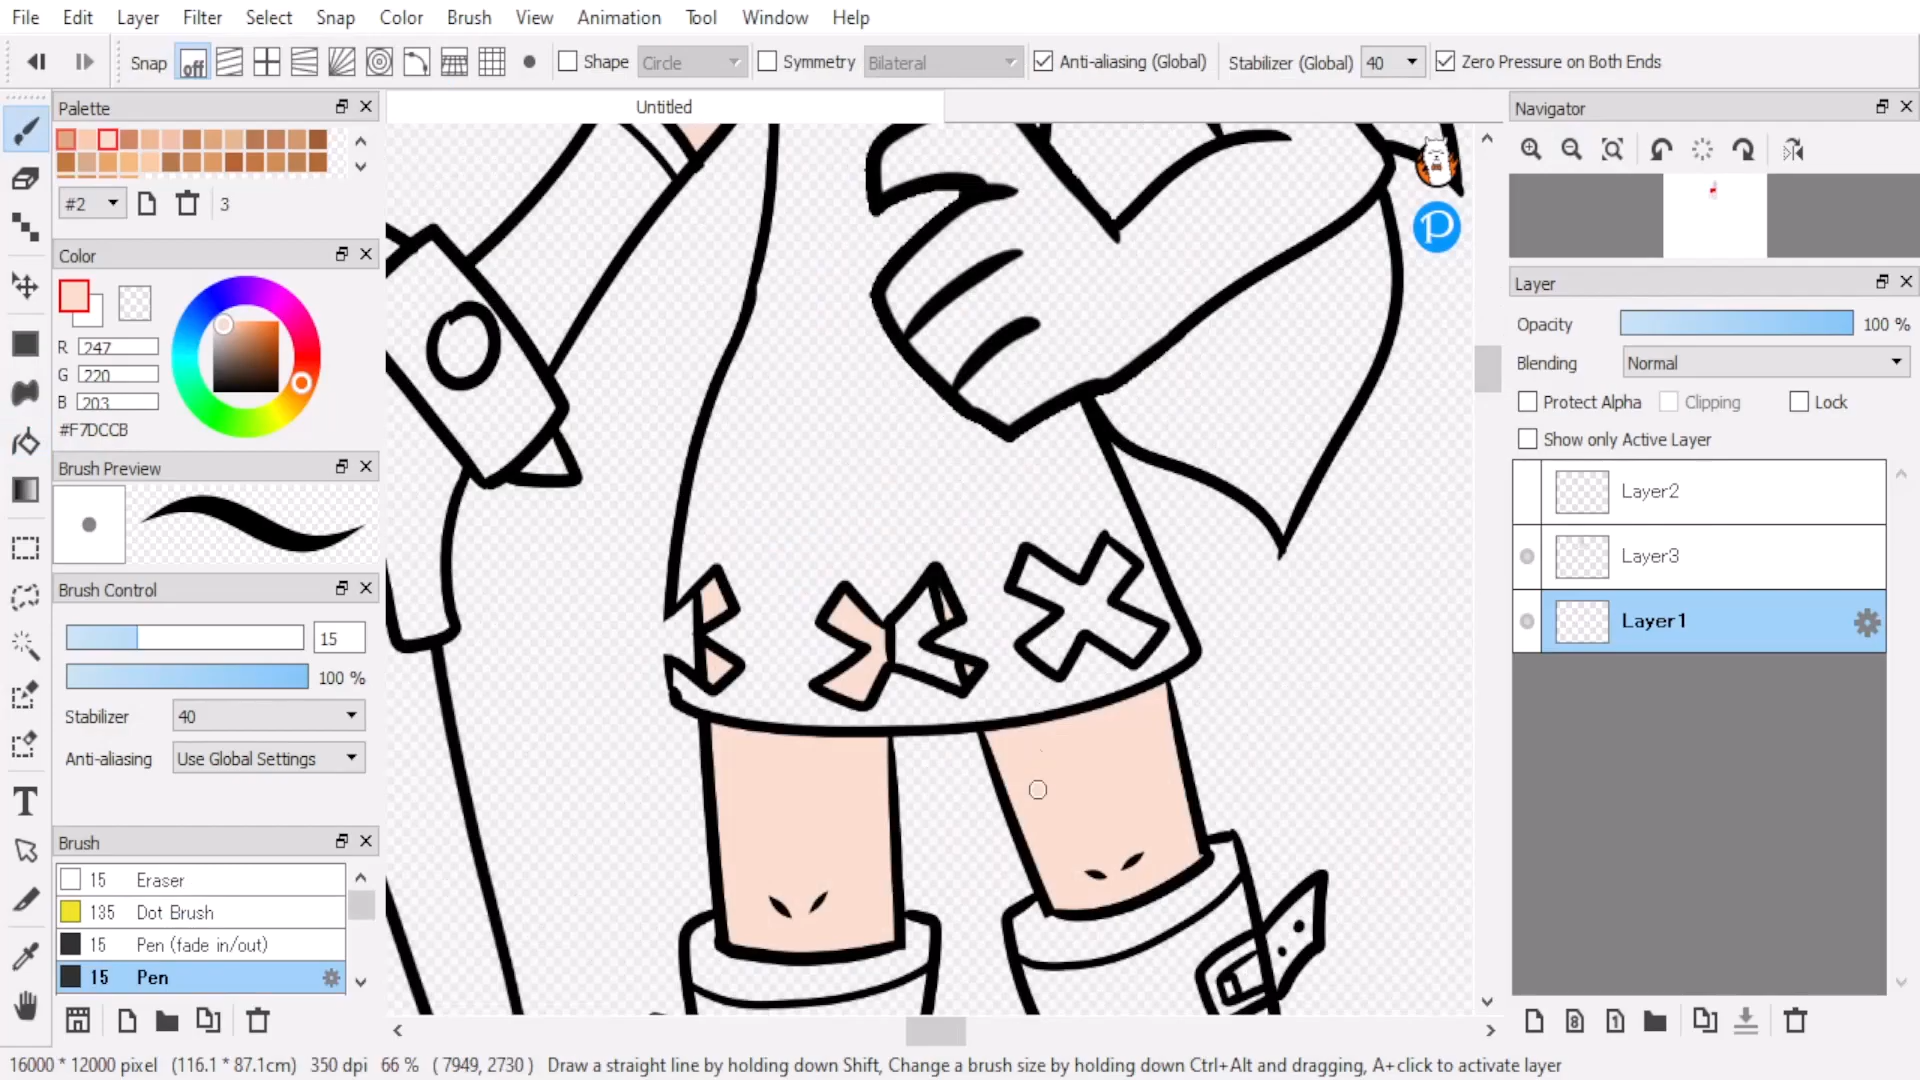 File Edit Layer Filter Select Snap Color Brush View Animation Tool Window Help
Snap off Shape Circle Symmetry Bilateral Anti-aliasing (Global) Stabilizer (Global) 40 Zero Pressure on Both Ends
Palette
Untitled
Navigator
#2 3
Color
R 247
G 220
B 203
#F7DCCB
Brush Preview
Brush Control
15
100 %
Stabilizer 40
Anti-aliasing Use Global Settings
Brush
15 Eraser
135 Dot Brush
15 Pen (fade in/out)
15 Pen
P
Layer
Opacity 100 %
Blending Normal
Protect Alpha Clipping Lock
Show only Active Layer
Layer2
Layer3
Layer1
T
8 1
16000 * 12000 pixel (116.1 * 87.1cm) 350 dpi 66 % ( 7949, 2730 ) Draw a straight line by holding down Shift, Change a brush size by holding down Ctrl+Alt and dragging, A+click to activate layer